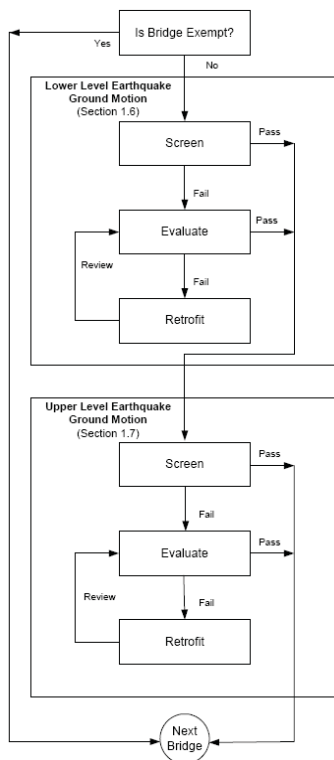 Is Bridge Exempt?
Yes
No
Lower Level Earthquake
Ground Motion
(Section 1.6)
Screen
Pass
Fail
Evaluate
Pass
Review
Fail
Retrofit
Upper Level Earthquake
Ground Motion
(Section 1.7)
Screen
Pass
Fail
Evaluate
Pass
Review
Fail
Retrofit
Next
Bridge